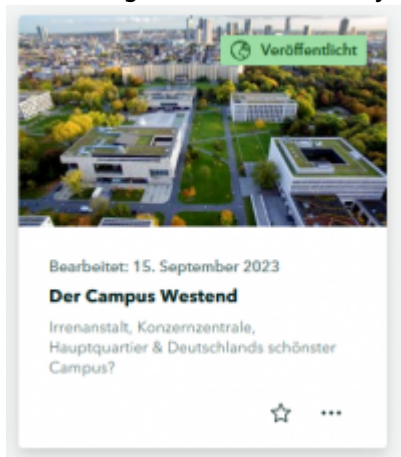 Veröffentlicht
Bearbeitet: 15. September 2023
Der Campus Westend
Irrenanstalt, Konzernzentrale,
Hauptquartier & Deutschlands schönster
Campus?